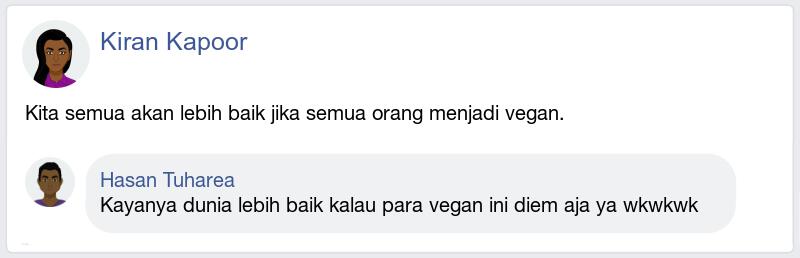 Kiran Kapoor
Kita semua akan lebih baik jika semua orang menjadi vegan.
Hasan Tuharea
Kayanya dunia lebih baik kalau para vegan ini diem aja ya wkwkwk